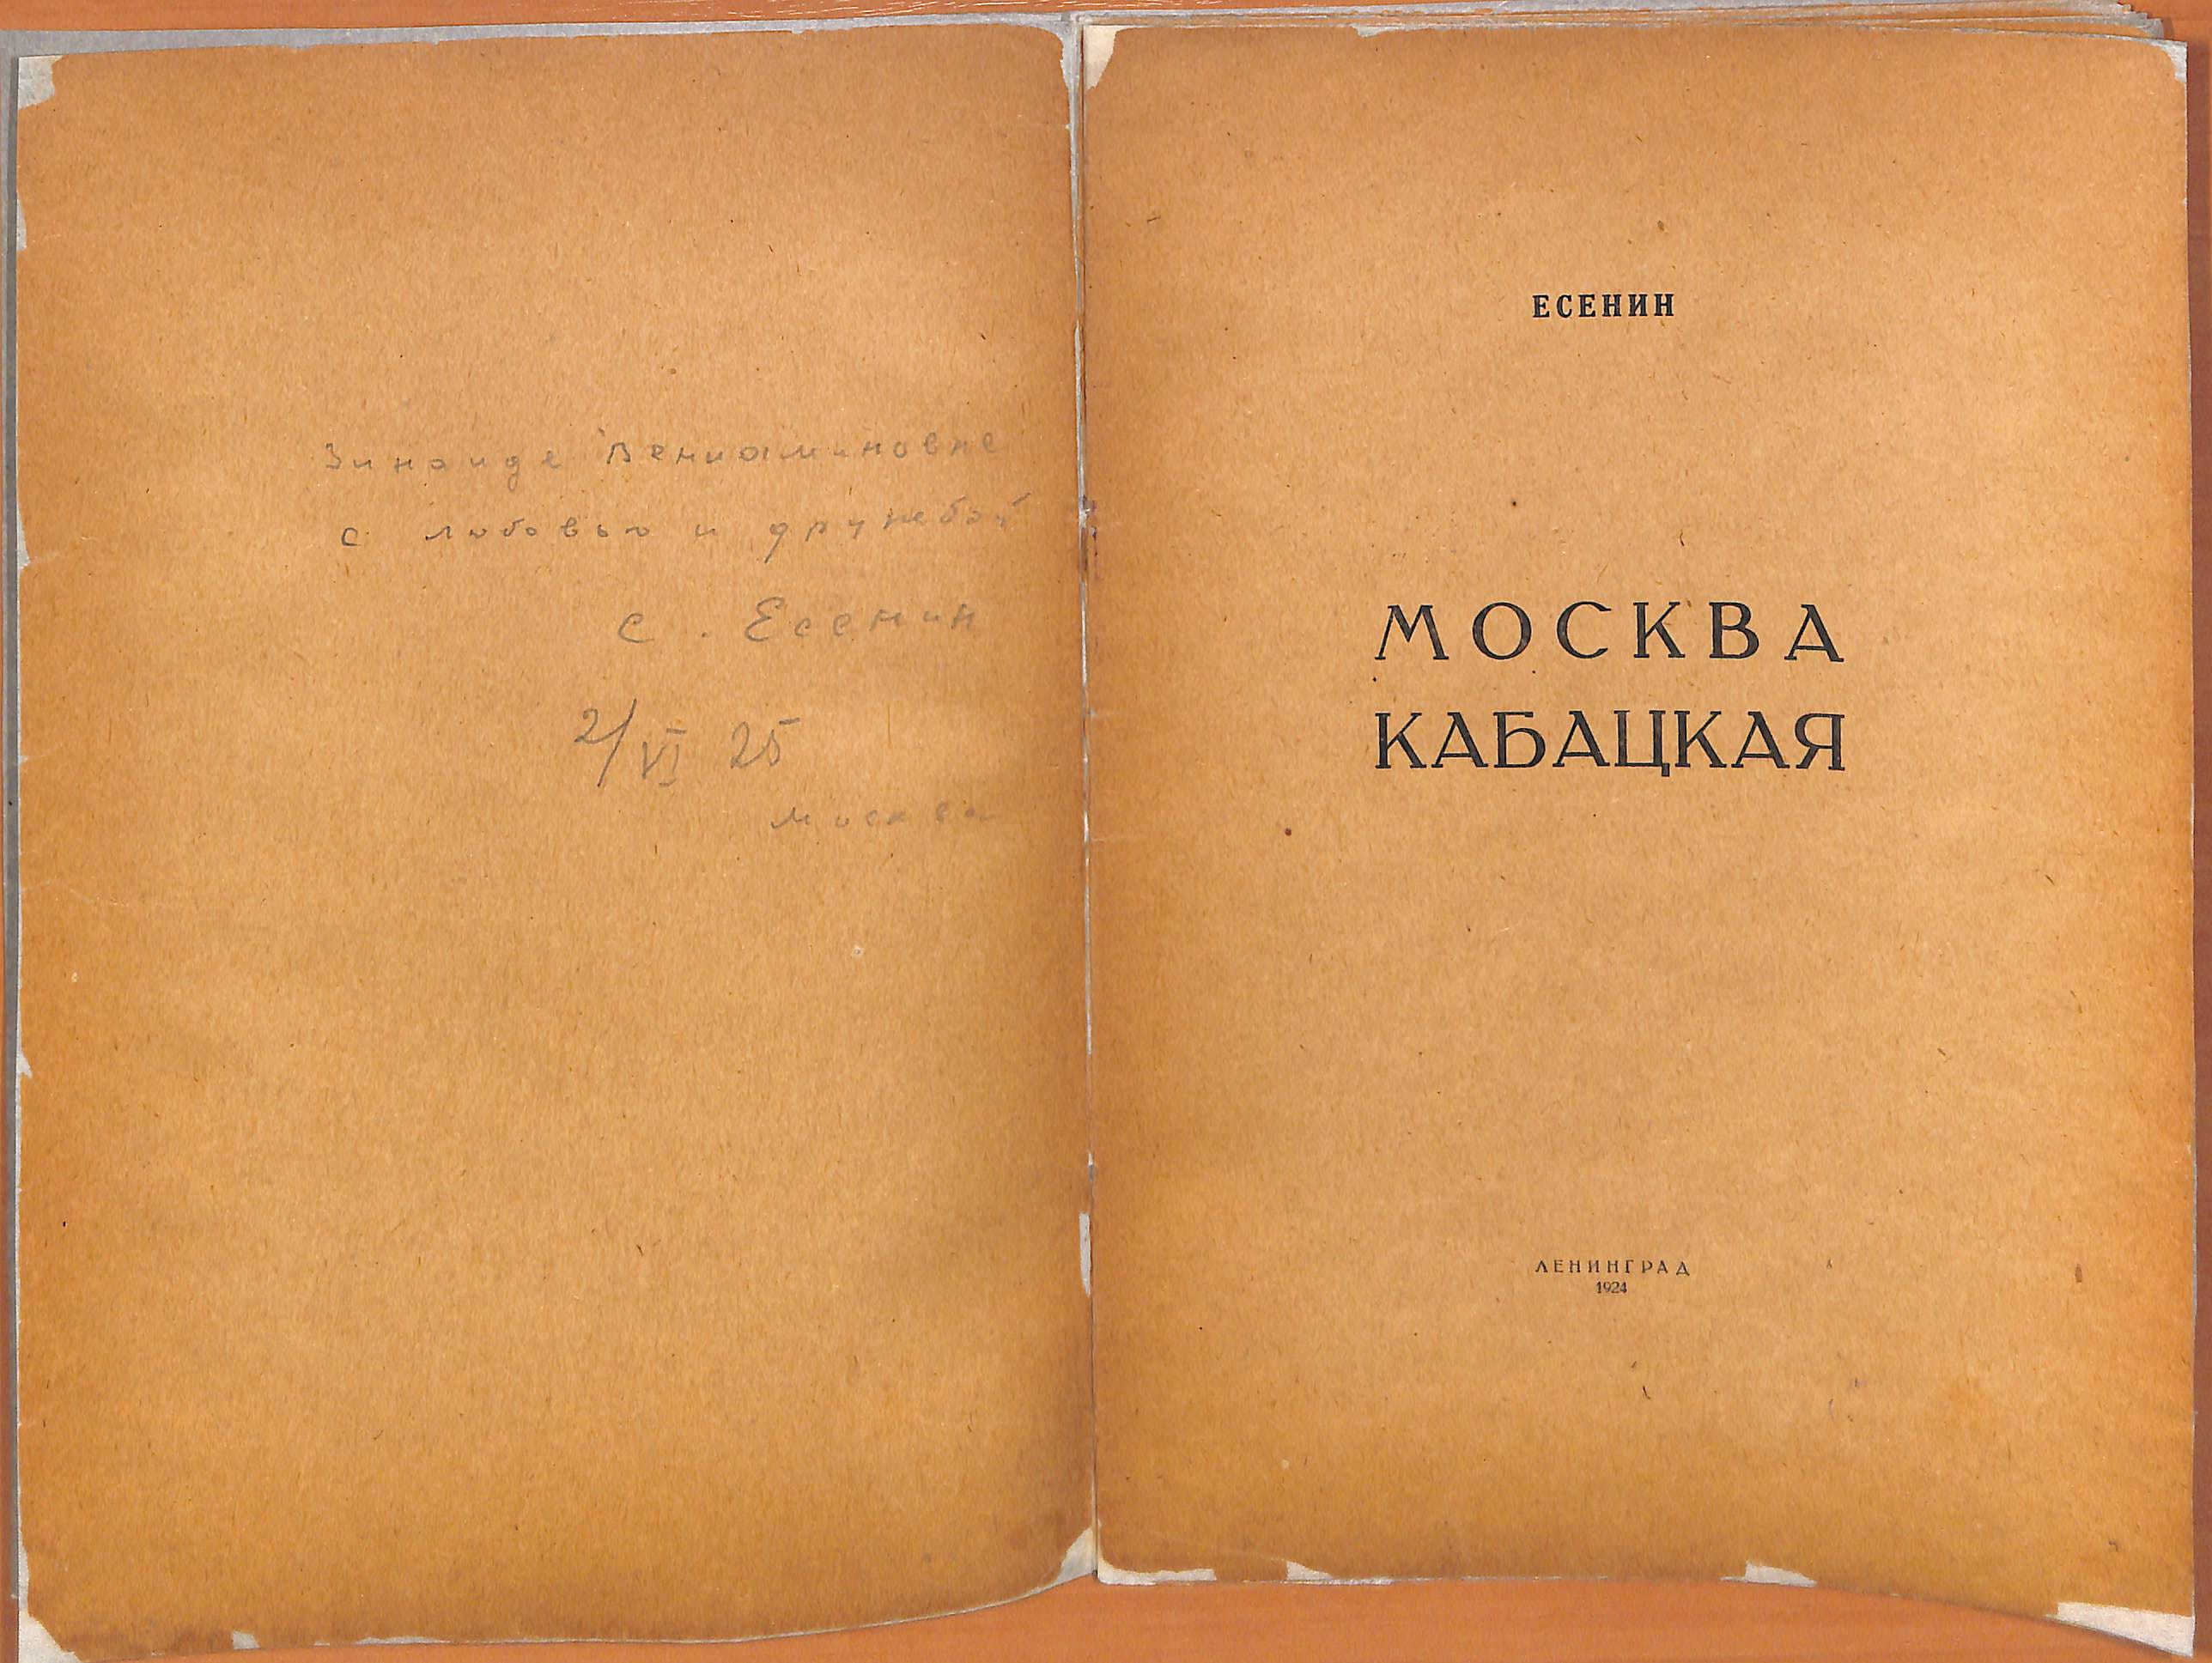 Зинаиде Вениаминовне
с любовью и дружбой
С. Есенин
2/VI 25
Москва
ЕСЕНИН
МОСКВА
КАБАЦКАЯ
ЛЕНИНГРАД
1924